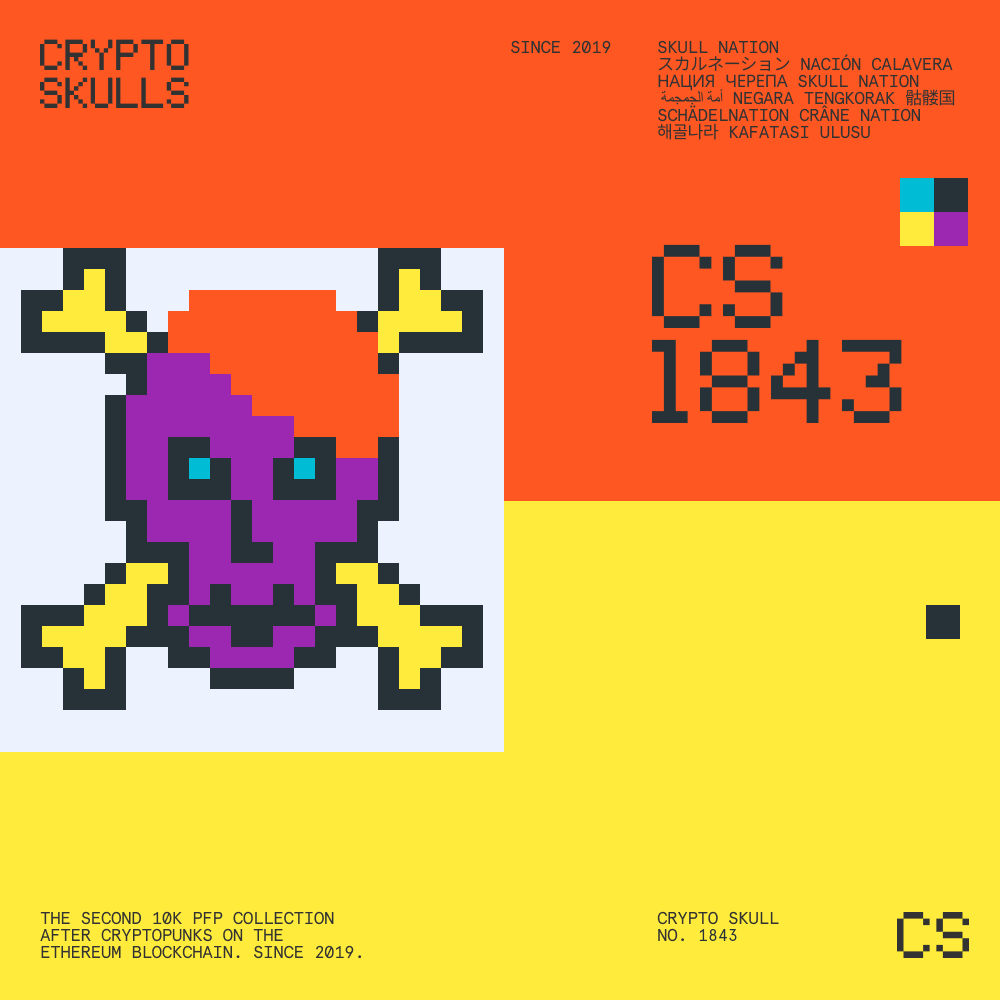 CRYPTO
SKULLS
SINCE 2019
SKULL NATION
スカルネーション NACIÓN CALAVERA
НАЦИЯ ЧЕРЕПА SKULL NATION
أمة الجمجمة NEGARA TENGKORAK 骷髅国
SCHÄDELNATION CRÂNE NATION
해골나라 KAFATASI ULUSU
CS
1843
THE SECOND 10K PFP COLLECTION
AFTER CRYPTOPUNKS ON THE
ETHEREUM BLOCKCHAIN. SINCE 2019.
CRYPTO SKULL
NO. 1843
CS